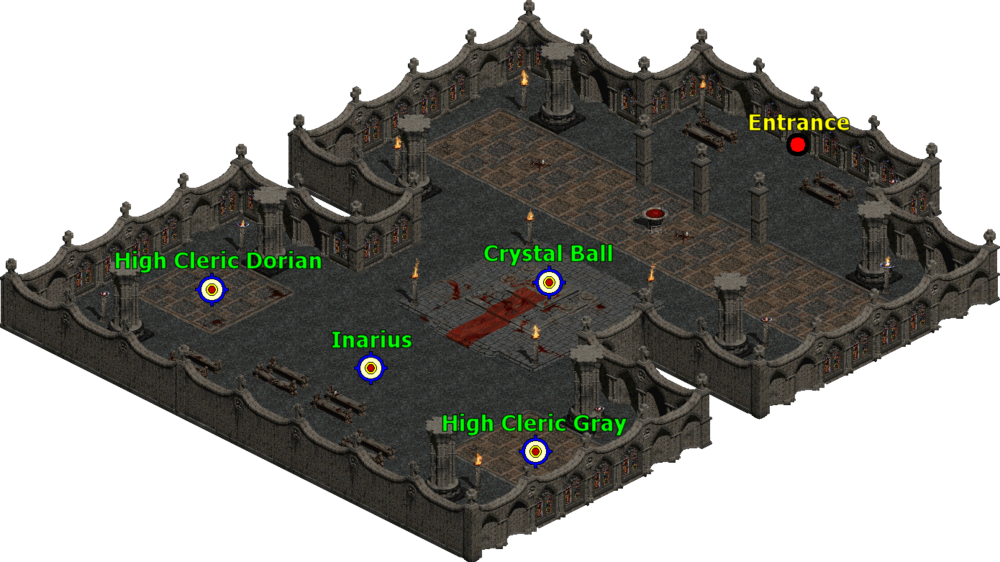 Entrance
Crystal Ball
High Cleric Dorian
Inarius
High Cleric Gray